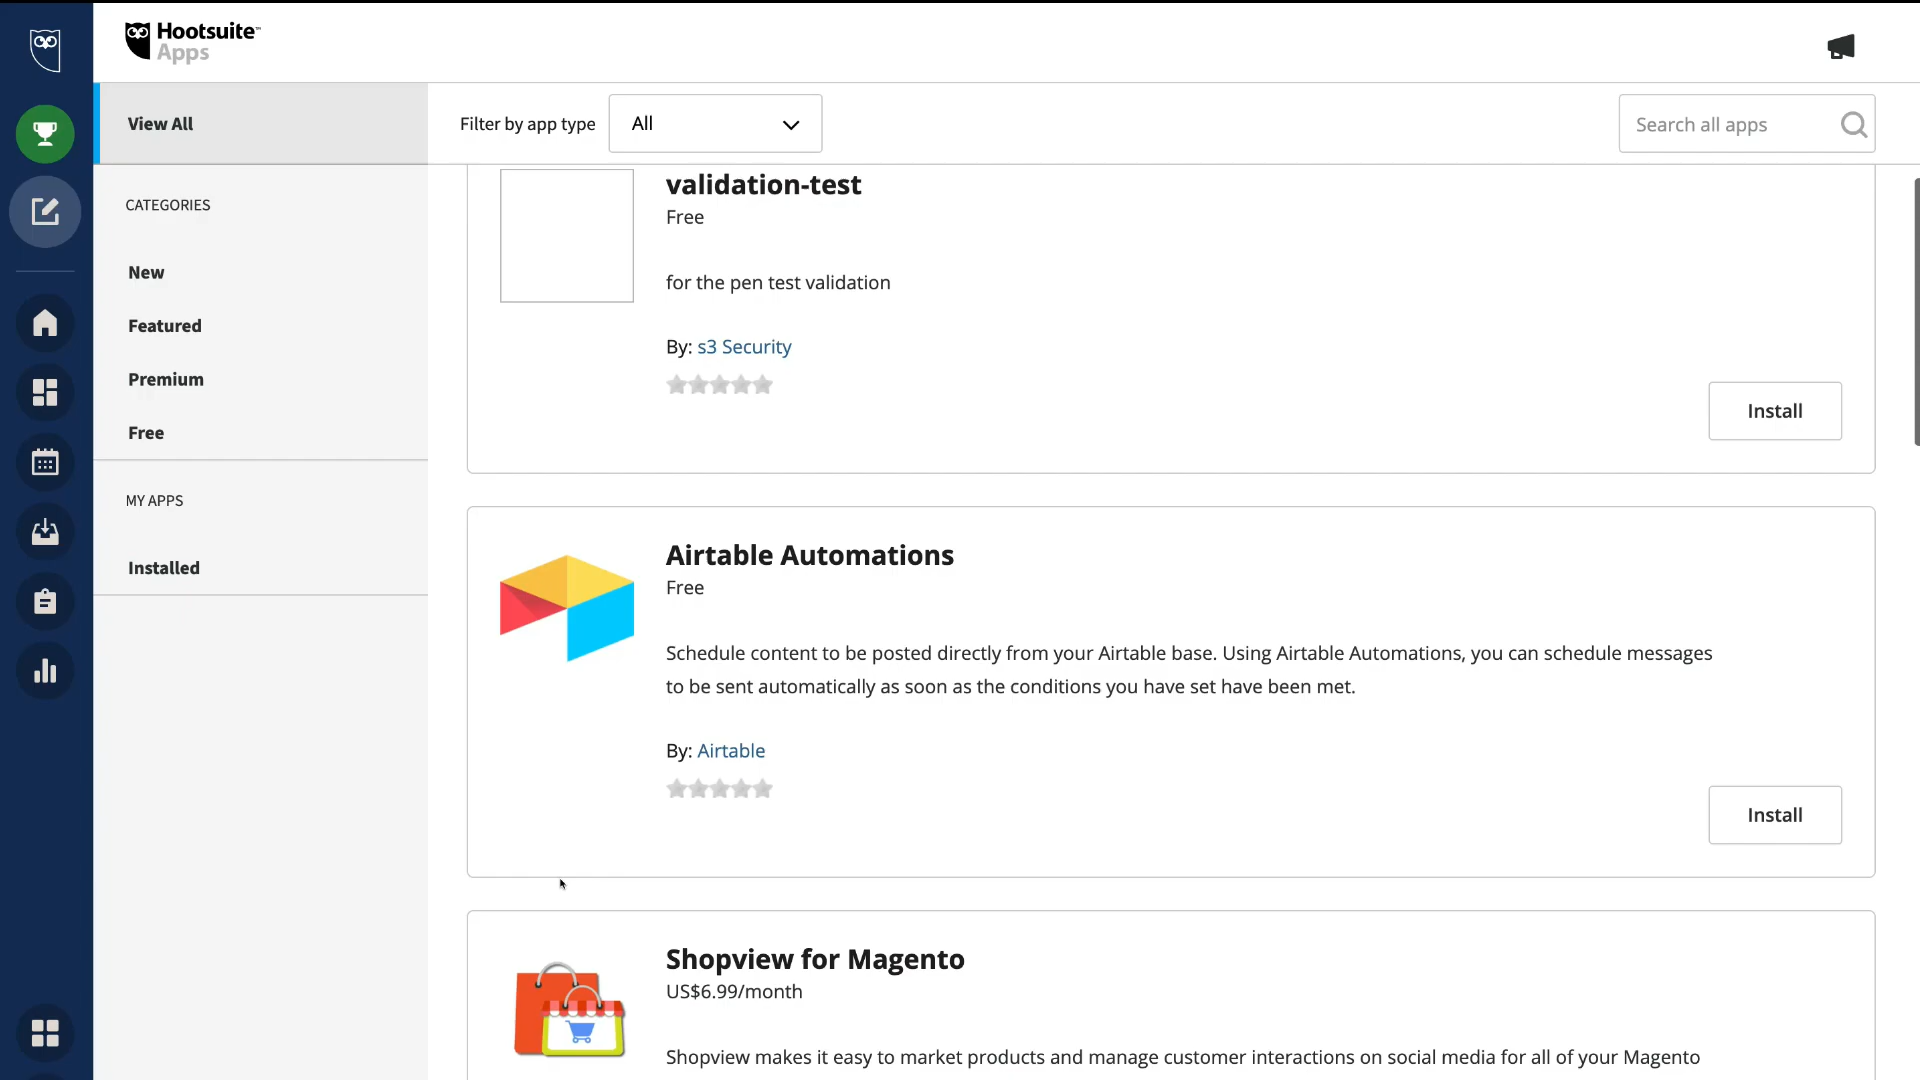 Hootsuite™
Apps
View All
Filter by app type
All
Search all apps
CATEGORIES
New
Featured
Premium
Free
MY APPS
Installed
validation-test
Free
for the pen test validation
By: s3 Security
Install
Airtable Automations
Free
Schedule content to be posted directly from your Airtable base. Using Airtable Automations, you can schedule messages
to be sent automatically as soon as the conditions you have set have been met.
By: Airtable
Install
Shopview for Magento
US$6.99/month
Shopview makes it easy to market products and manage customer interactions on social media for all of your Magento